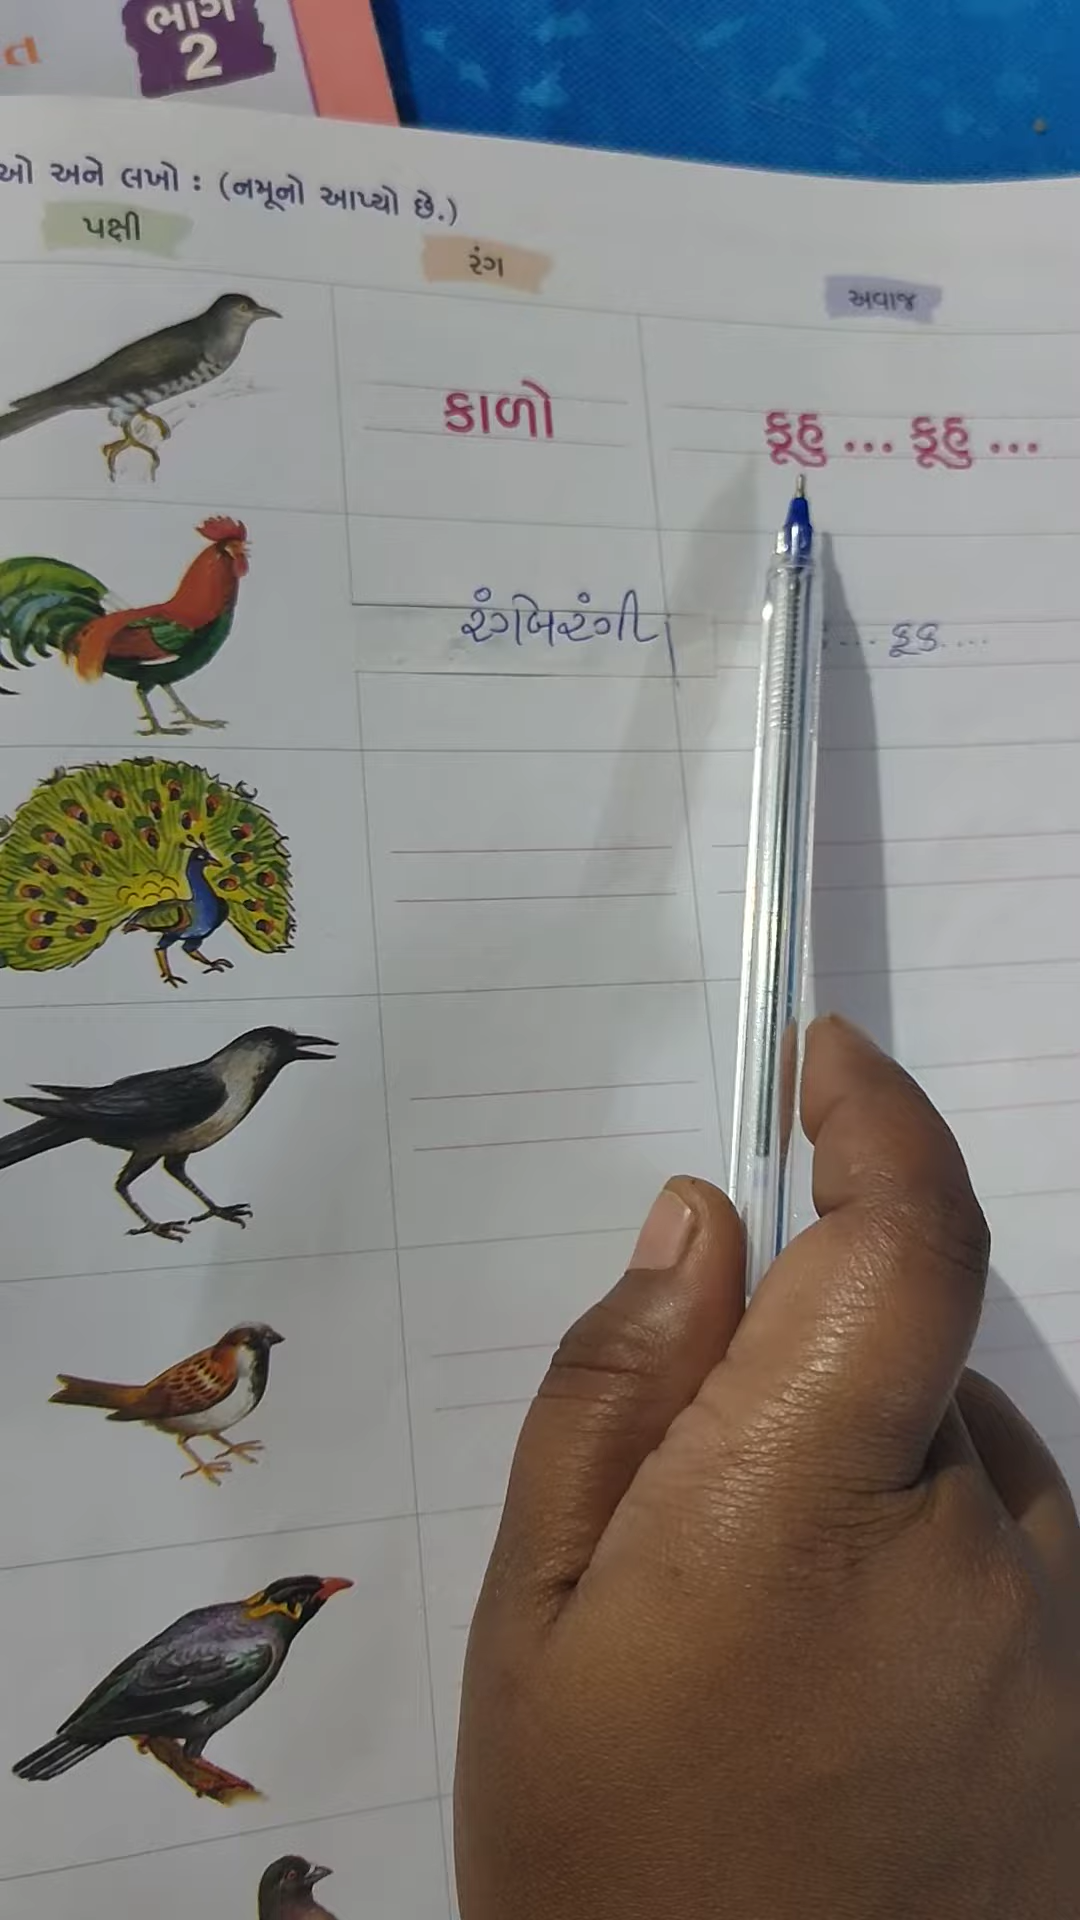 ભાગ
2
ત
ઓ અને લખો : (નમૂનો આપ્યો છે.)
પક્ષી
રંગ
અવાજ
કાળો
કૂહુ ... કૂહુ ...
રંગબિરંગી
... કૂક ....